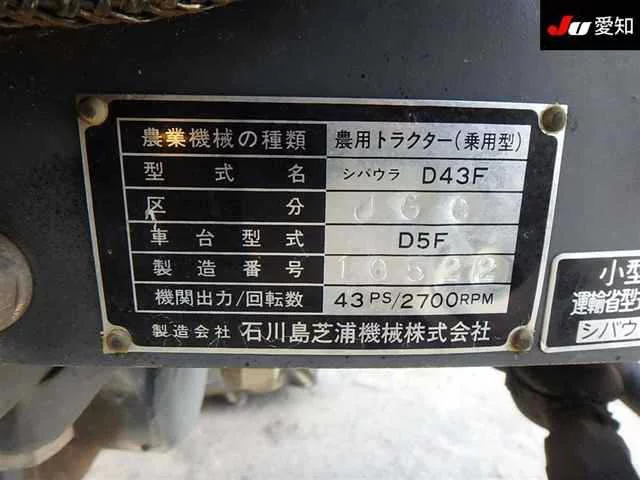 JU 愛知
農業機械の種類 農用トラクター(乗用型)
型式名 シバウラ D43F
区分 J60
車台型式 D5F
製造番号 10522
機関出力/回転数 43PS/2700RPM
製造会社 石川島芝浦機械株式会社
小型
運輸省型
シバウ